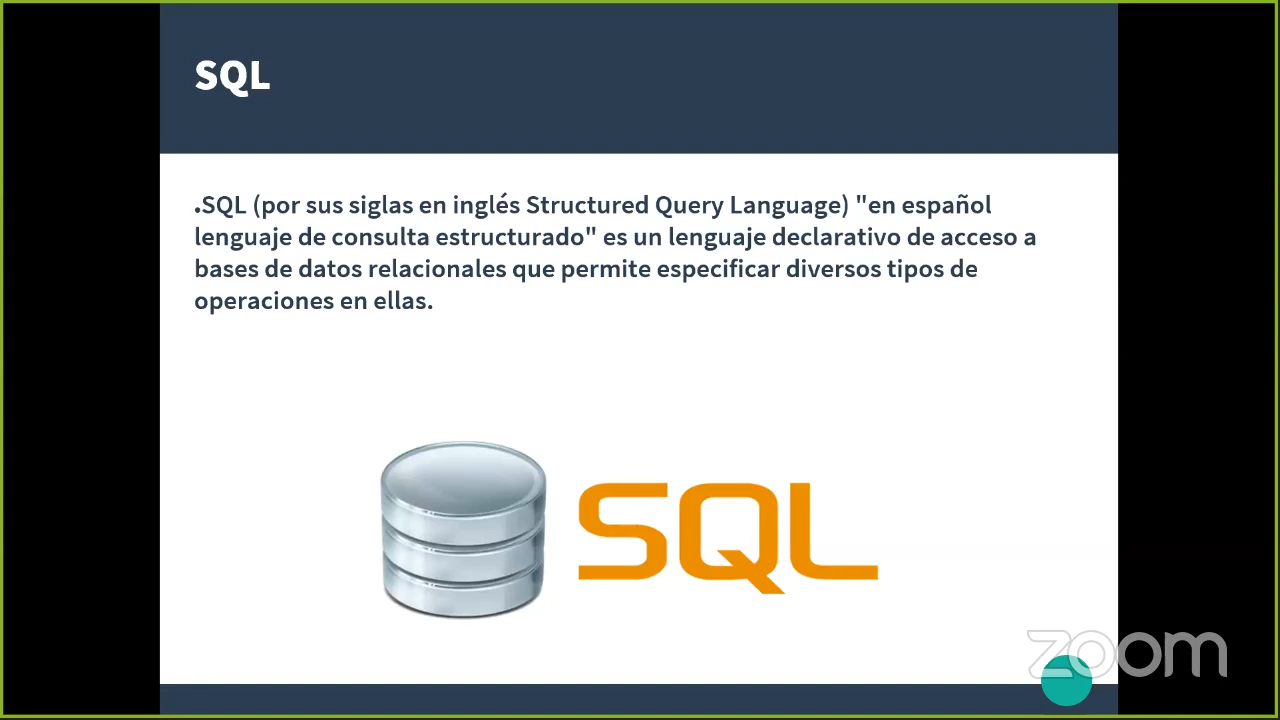 SQL
.SQL (por sus siglas en inglés Structured Query Language) "en español
lenguaje de consulta estructurado" es un lenguaje declarativo de acceso a
bases de datos relacionales que permite especificar diversos tipos de
operaciones en ellas.
SQL
zoom